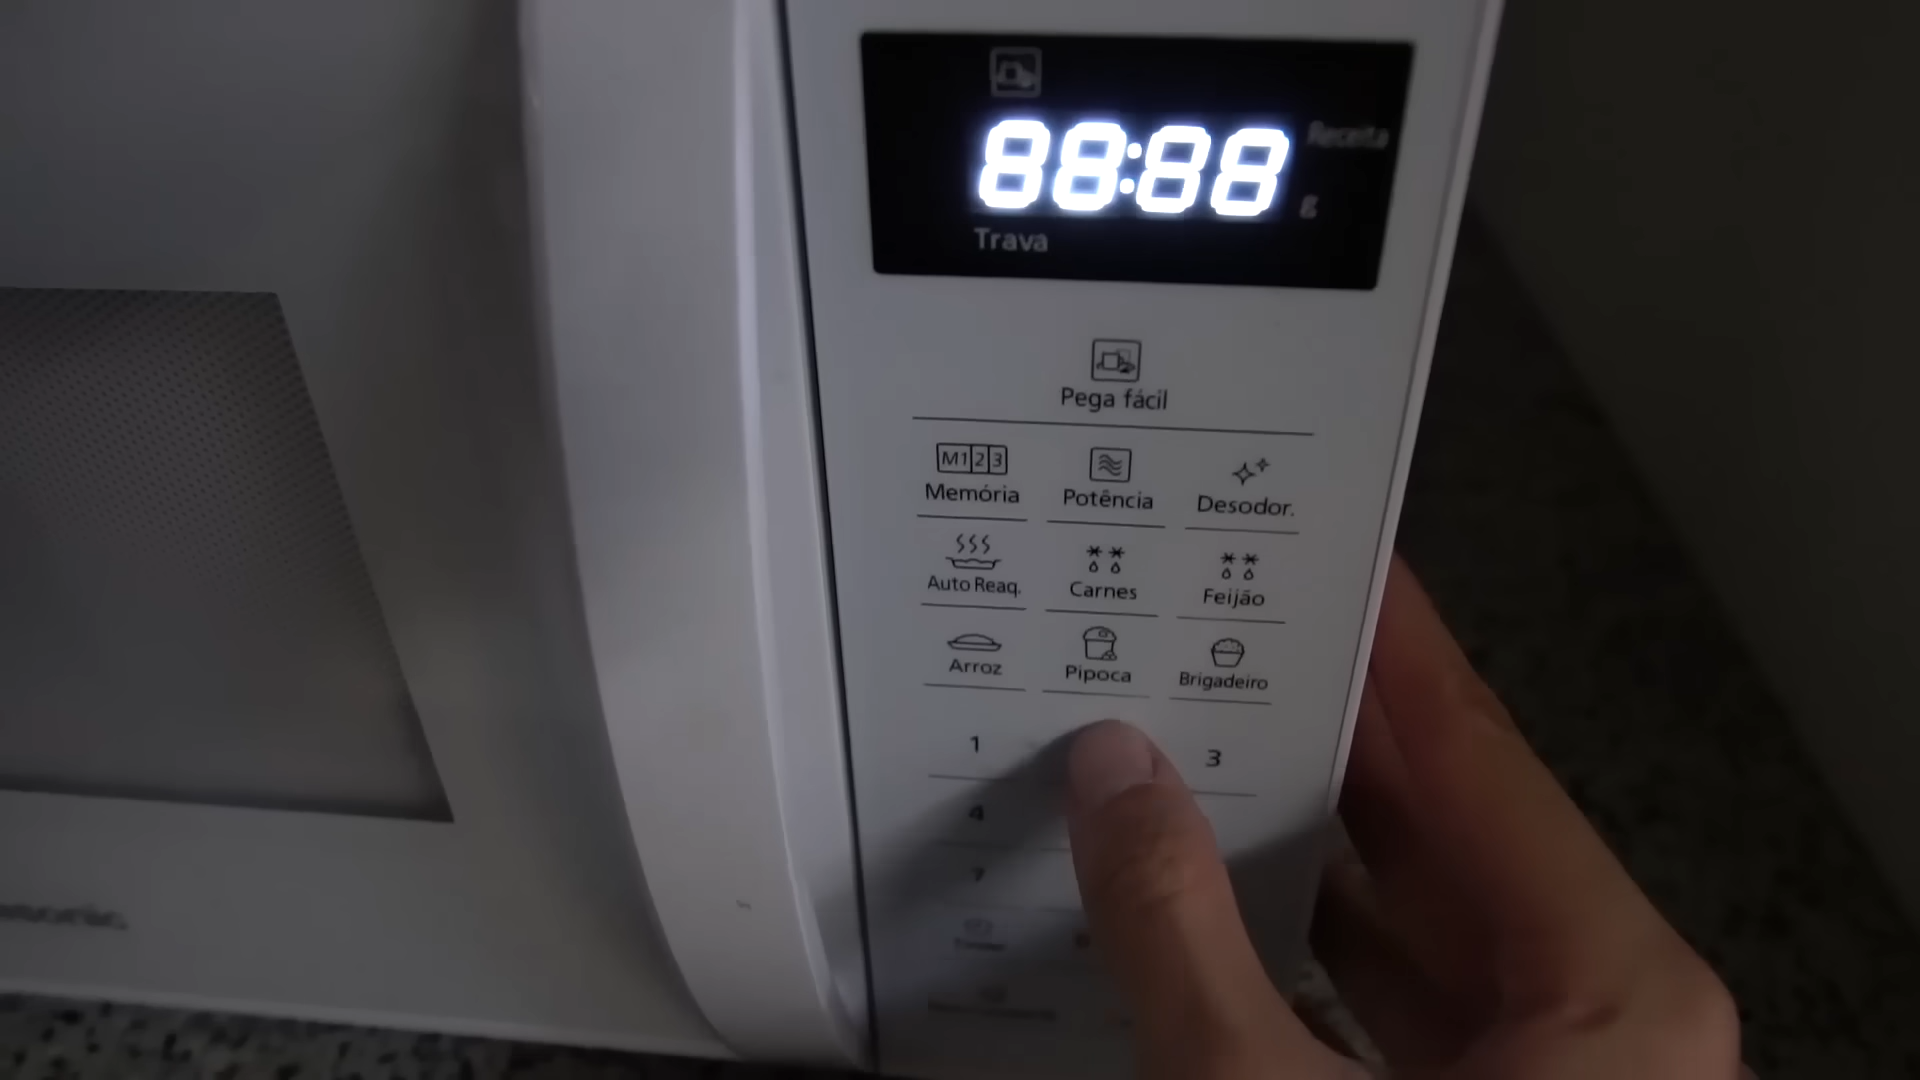 Receita
88:88
g
Trava
Pega fácil
M1 2 3
Memória
Potência
Desodor.
Auto Reaq.
Carnes
Feijão
Arroz
Pipoca
Brigadeiro
1
3
4
7